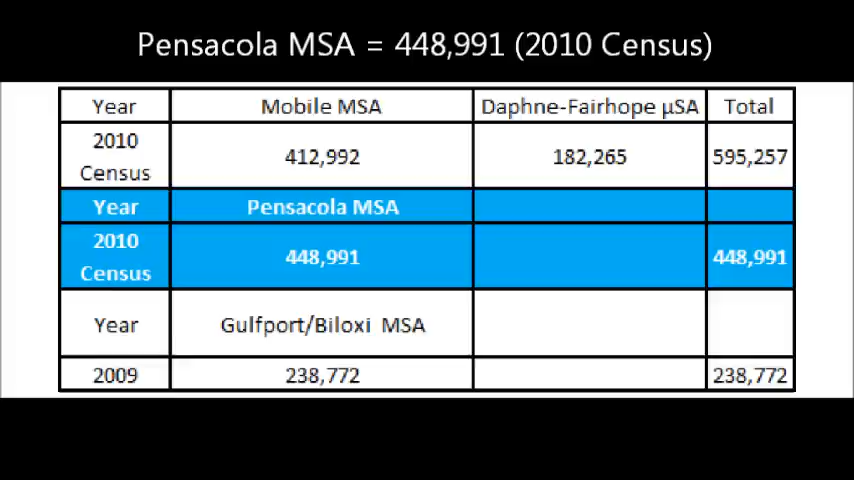 Pensacola MSA = 448,991 (2010 Census)
Year Mobile MSA Daphne-Fairhope µSA Total
2010 Census 412,992 182,265 595,257
Year Pensacola MSA
2010 Census 448,991 448,991
Year Gulfport/Biloxi MSA
2009 238,772 238,772